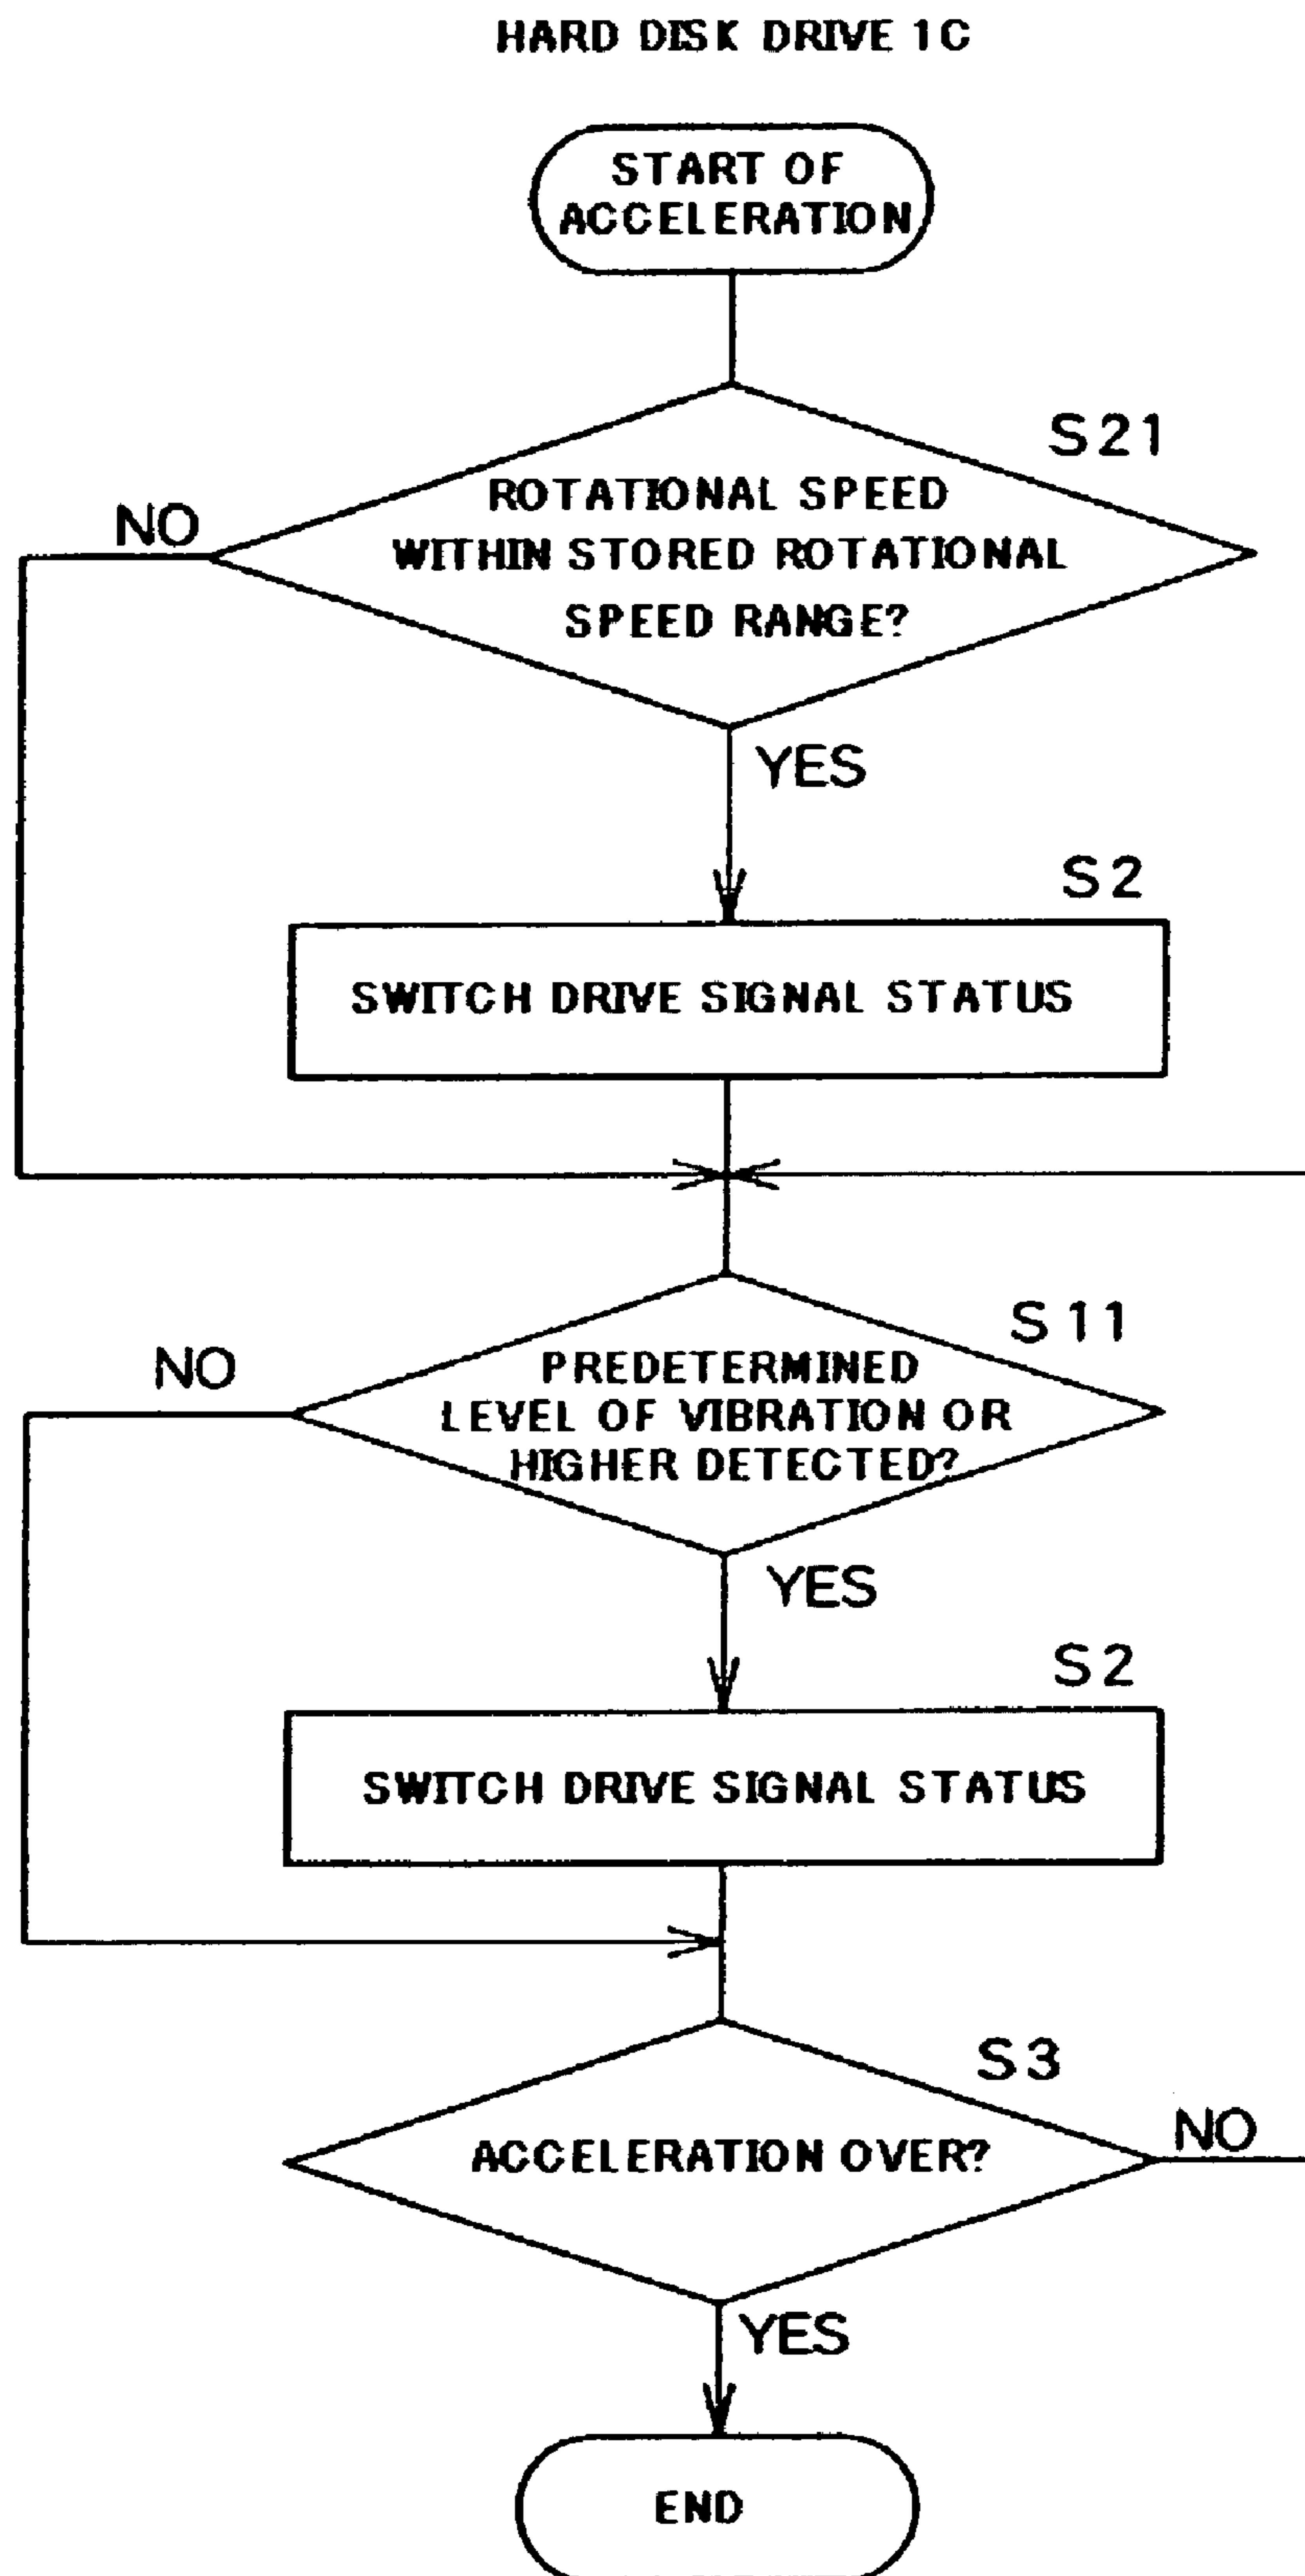 HARD DISK DRIVE 1C
START OF
ACCELERATION
S21
ROTATIONAL SPEED
NO
WITHIN STORED ROTATIONAL
SPEED RANGE?
YES
S2
SWITCH DRIVE SIGNAL STATUS
S11
NO
PREDETERMINED
LEVEL OF VIBRATION OR
HIGHER DETECTED?
YES
S2
SWITCH DRIVE SIGNAL STATUS
S3
NO
ACCELERATION OVER?
YES
END